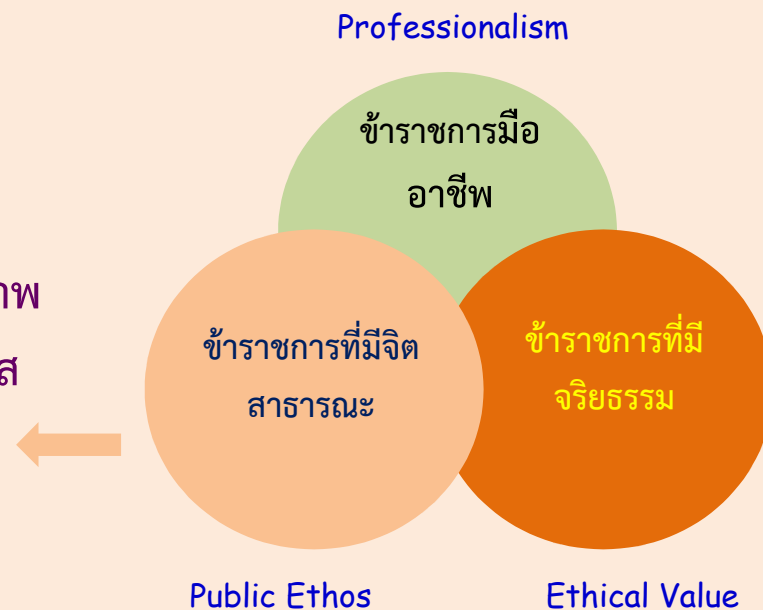 Professionalism
ข้าราชการมือ
อาชีพ
ข้าราชการที่มีจิต
สาธารณะ
ข้าราชการที่มี
จริยธรรม
Public Ethos
Ethical Value